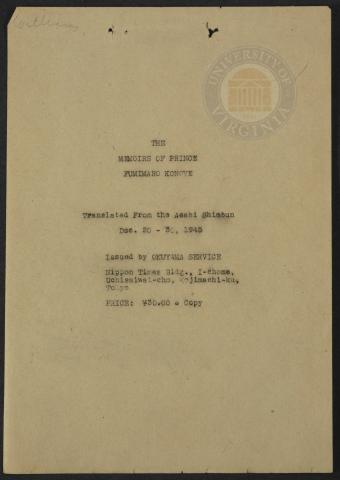 UNIVERSITY OF VIRGINIA
THE
MEMOIRS OF PRINCE
FUMIMARO KONOYE
Translated From the Asahi Shimbun
Dec. 20 - 30, 1945
Issued by OKUYAMA SERVICE
Nippon Times Bldg., 1-chome,
Uchisaiwai-cho, Kojimachi-ku,
Tokyo
PRICE: ¥30.00 a Copy